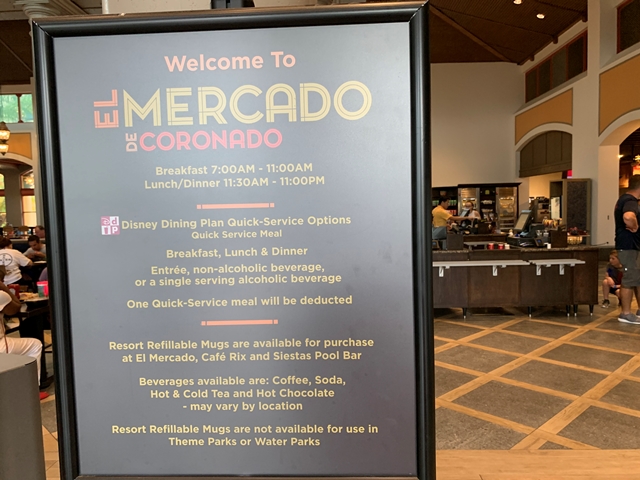 Welcome To
EL MERCADO
DE CORONADO
Breakfast 7:00AM - 11:00AM
Lunch/Dinner 11:30AM - 11:00PM
dTP Disney Dining Plan Quick-Service Options
Quick Service Meal
Breakfast, Lunch & Dinner
Entrée, non-alcoholic beverage,
or a single serving alcoholic beverage
One Quick-Service meal will be deducted
Resort Refillable Mugs are available for purchase
at El Mercado, Café Rix and Siestas Pool Bar
Beverages available are: Coffee, Soda,
Hot & Cold Tea and Hot Chocolate
- may vary by location
Resort Refillable Mugs are not available for use in
Theme Parks or Water Parks